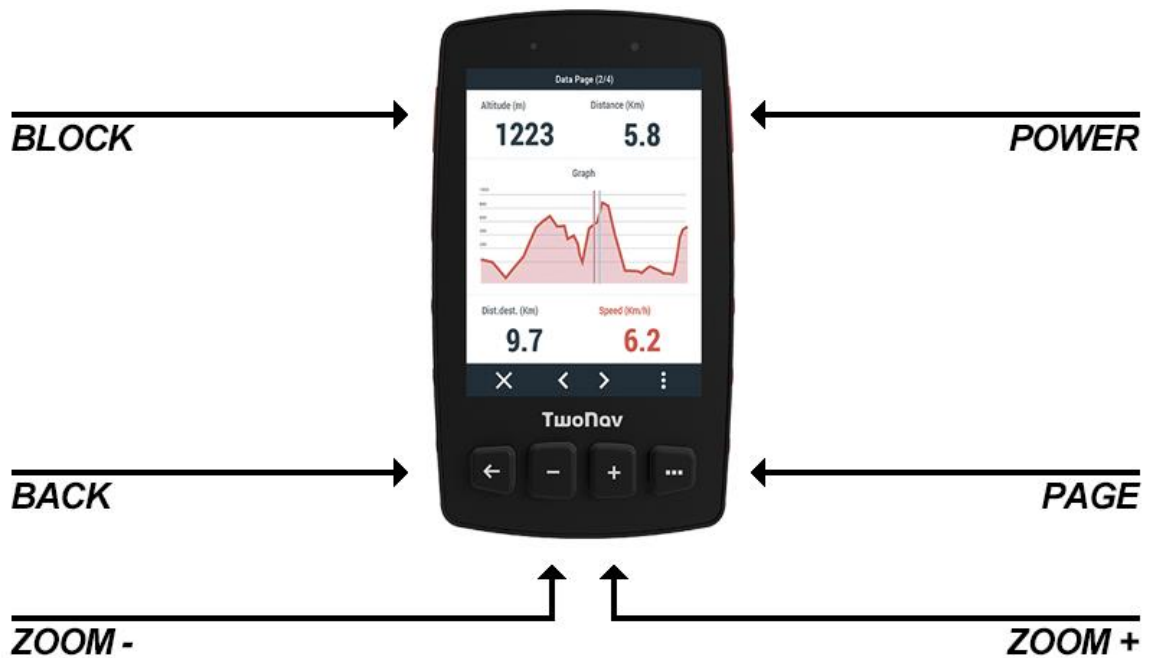 Data Page (2/4)
Altitude (m) Distance (Km)
1223 5.8
BLOCK POWER
Graph
Dist.dest. (Km) Speed (Km/h)
9.7 6.2
TwoNav
BACK PAGE
ZOOM - ZOOM +